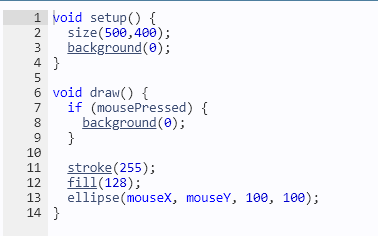 1 void setup() {
2 size(500,400);
3 background(0);
4 }
5
6 void draw() {
7 if (mousePressed) {
8 background(0);
9 }
10
11 stroke(255);
12 fill(128);
13 ellipse(mouseX, mouseY, 100, 100);
14 }